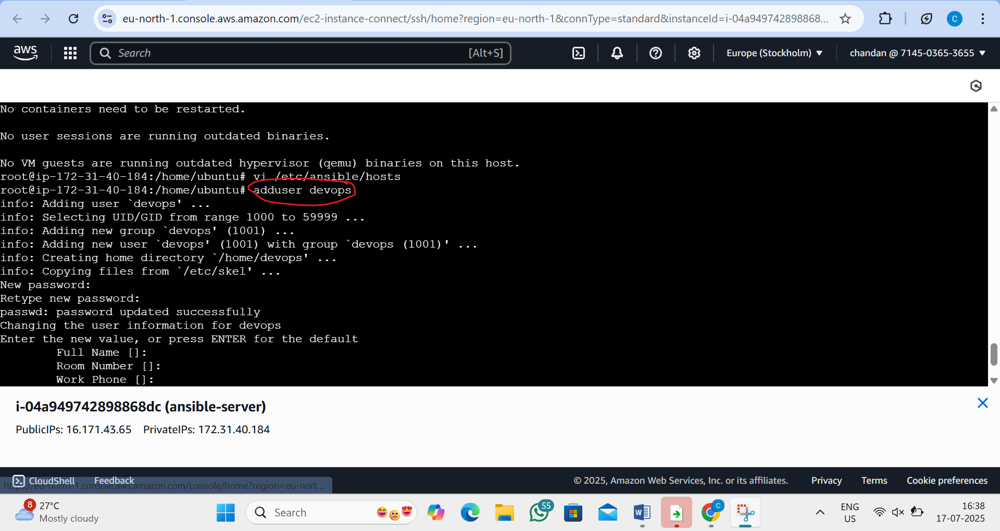 eu-north-1.console.aws.amazon.com/ec2-instance-connect/ssh/home?region=eu-north-1&connType=standard&instanceId=i-04a949742898868...
C
aws
Search
[Alt+S]
Europe (Stockholm)
chandan @ 7145-0365-3655
No containers need to be restarted.
No user sessions are running outdated binaries.
No VM guests are running outdated hypervisor (qemu) binaries on this host.
root@ip-172-31-40-184:/home/ubuntu# vi /etc/ansible/hosts
root@ip-172-31-40-184:/home/ubuntu# adduser devops
info: Adding user `devops' ...
info: Selecting UID/GID from range 1000 to 59999 ...
info: Adding new group `devops' (1001) ...
info: Adding new user `devops' (1001) with group `devops (1001)' ...
info: Creating home directory `/home/devops' ...
info: Copying files from `/etc/skel' ...
New password:
Retype new password:
passwd: password updated successfully
Changing the user information for devops
Enter the new value, or press ENTER for the default
Full Name []:
Room Number []:
Work Phone []:
i-04a949742898868dc (ansible-server)
PublicIPs: 16.171.43.65 PrivateIPs: 172.31.40.184
CloudShell Feedback
© 2025, Amazon Web Services, Inc. or its affiliates. Privacy Terms Cookie preferences
https://eu-north-1.console.aws.amazon.com/console/home?region=eu-nort...
8
27°C
Mostly cloudy
Search
55
W
C
ENG
US
16:38
17-07-2025